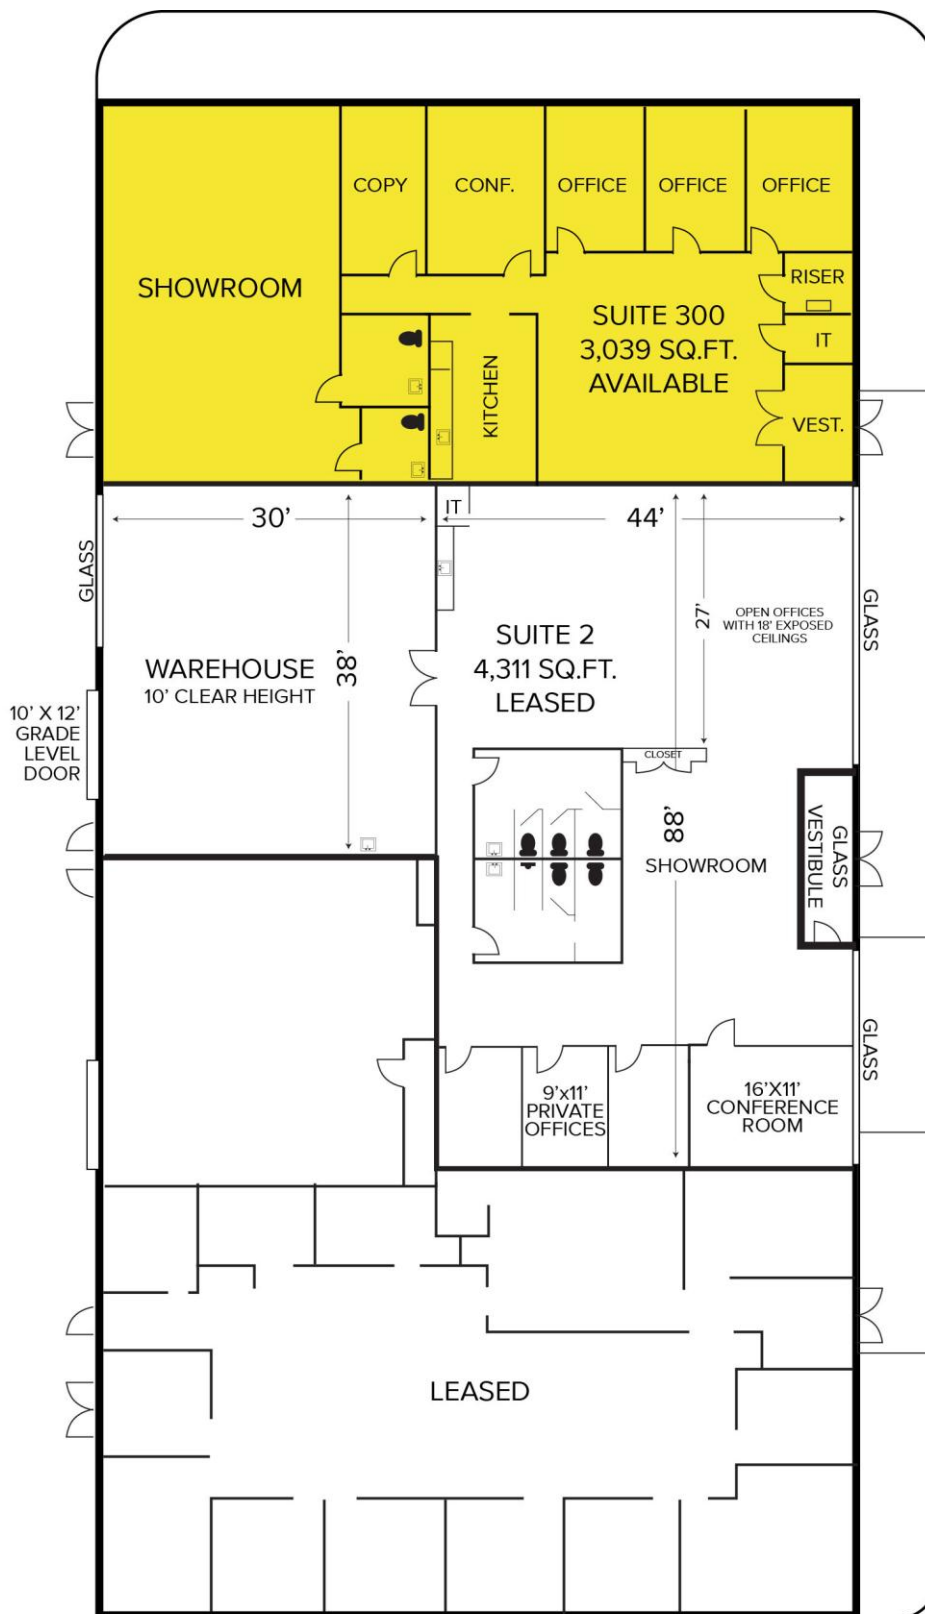 COPY
CONF.
OFFICE
OFFICE
OFFICE
SHOWROOM
RISER
SUITE 300
3,039 SQ.FT.
AVAILABLE
IT
KITCHEN
VEST.
30'
IT
44'
GLASS
38'
27'
OPEN OFFICES
WITH 18' EXPOSED
CEILINGS
GLASS
SUITE 2
4,311 SQ.FT.
LEASED
WAREHOUSE
10' CLEAR HEIGHT
10' X 12'
GRADE
LEVEL
DOOR
CLOSET
88'
SHOWROOM
GLASS
VESTIBULE
GLASS
9'x11'
PRIVATE
OFFICES
16'X11'
CONFERENCE
ROOM
LEASED